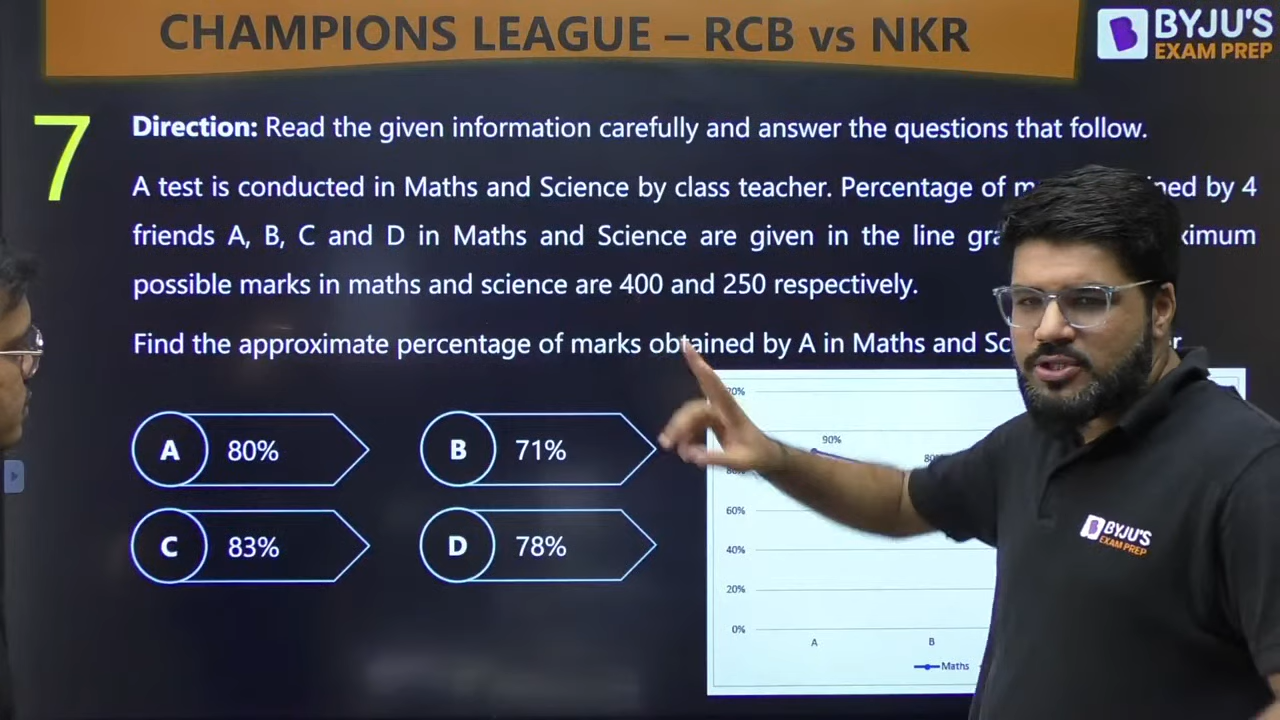 CHAMPIONS LEAGUE – RCB vs NKR
BYJU'S
EXAM PREP
7
Direction: Read the given information carefully and answer the questions that follow.
A test is conducted in Maths and Science by class teacher. Percentage of by 4
friends A, B, C and D in Maths and Science are given in the line
possible marks in maths and science are 400 and 250 respectively.
Find the approximate percentage of marks obtained by A in Maths and
A 80%
B 71%
C 83%
D 78%
90%
60%
40%
20%
0%
A B
Maths
BYJU'S
EXAM PREP